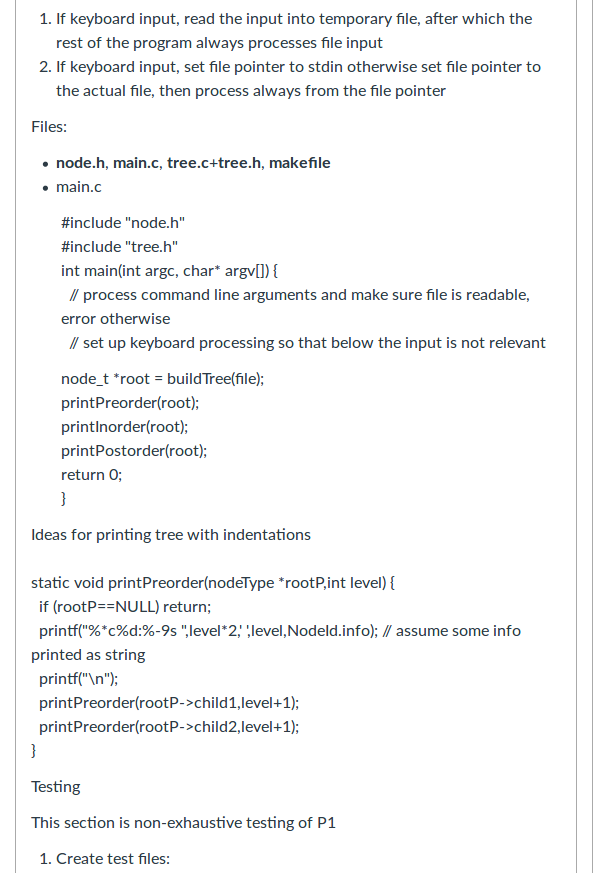 1. If keyboard input, read the input into temporary file, after which the
rest of the program always processes file input
2. If keyboard input, set file pointer to stdin otherwise set file pointer to
the actual file, then process always from the file pointer
Files:
• node.h, main.c, tree.c+tree.h, makefile
• main.c
#include "node.h"
#include "tree.h"
int main(int argc, char* argv[]) {
// process command line arguments and make sure file is readable,
error otherwise
// set up keyboard processing so that below the input is not relevant
node_t *root = buildTree(file);
printPreorder(root);
printInorder(root);
printPostorder(root);
return 0;
}
Ideas for printing tree with indentations
static void printPreorder(nodeType *rootP,int level) {
if (rootP==NULL) return;
printf("%*c%d:%-9s ",level*2,' ',level,NodeId.info); // assume some info
printed as string
printf("\n");
printPreorder(rootP->child1,level+1);
printPreorder(rootP->child2,level+1);
}
Testing
This section is non-exhaustive testing of P1
1. Create test files: